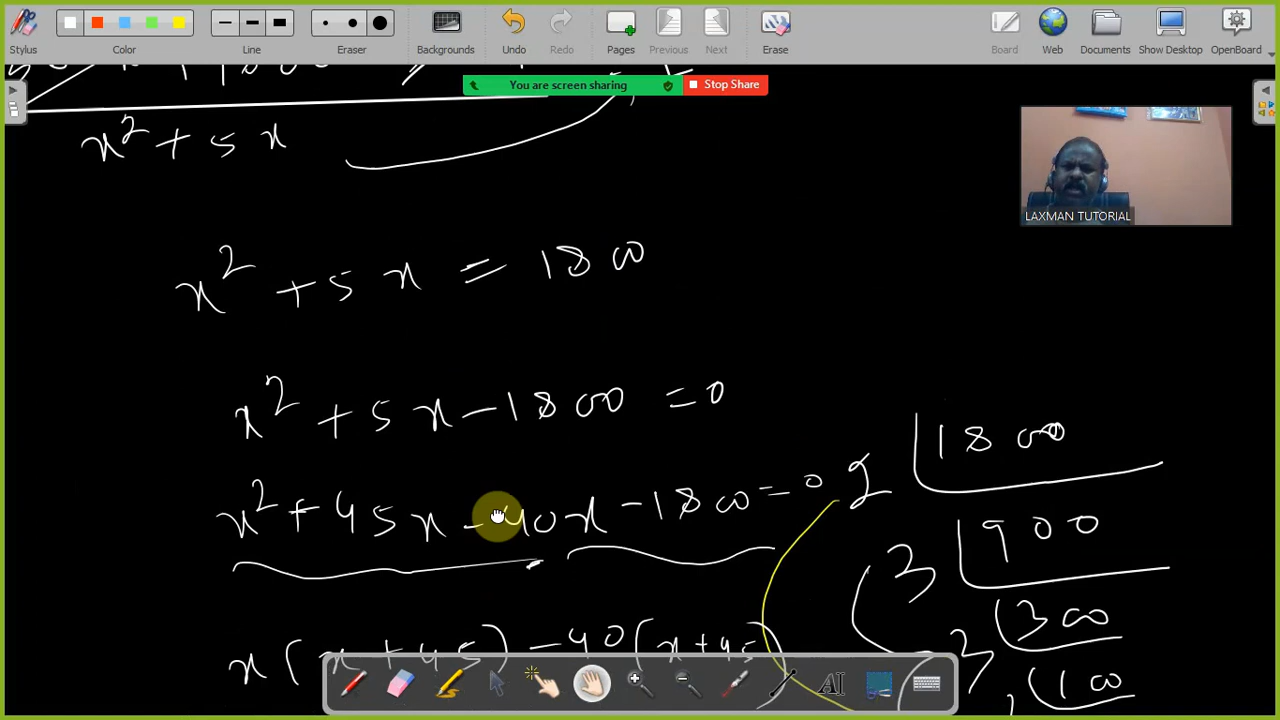 Stylus Color Line Eraser Backgrounds Undo Redo Pages Previous Next Erase Board Web Documents Show Desktop OpenBoard
You are screen sharing Stop Share
x² + 5x
LAXMAN TUTORIAL
x² + 5x = 1800
x² + 5x - 1800 = 0
x² + 45x - 40x - 1800 = 0
x(x + 45) - 40(x + 45)
2 1800
3 900
3 300
100
AI